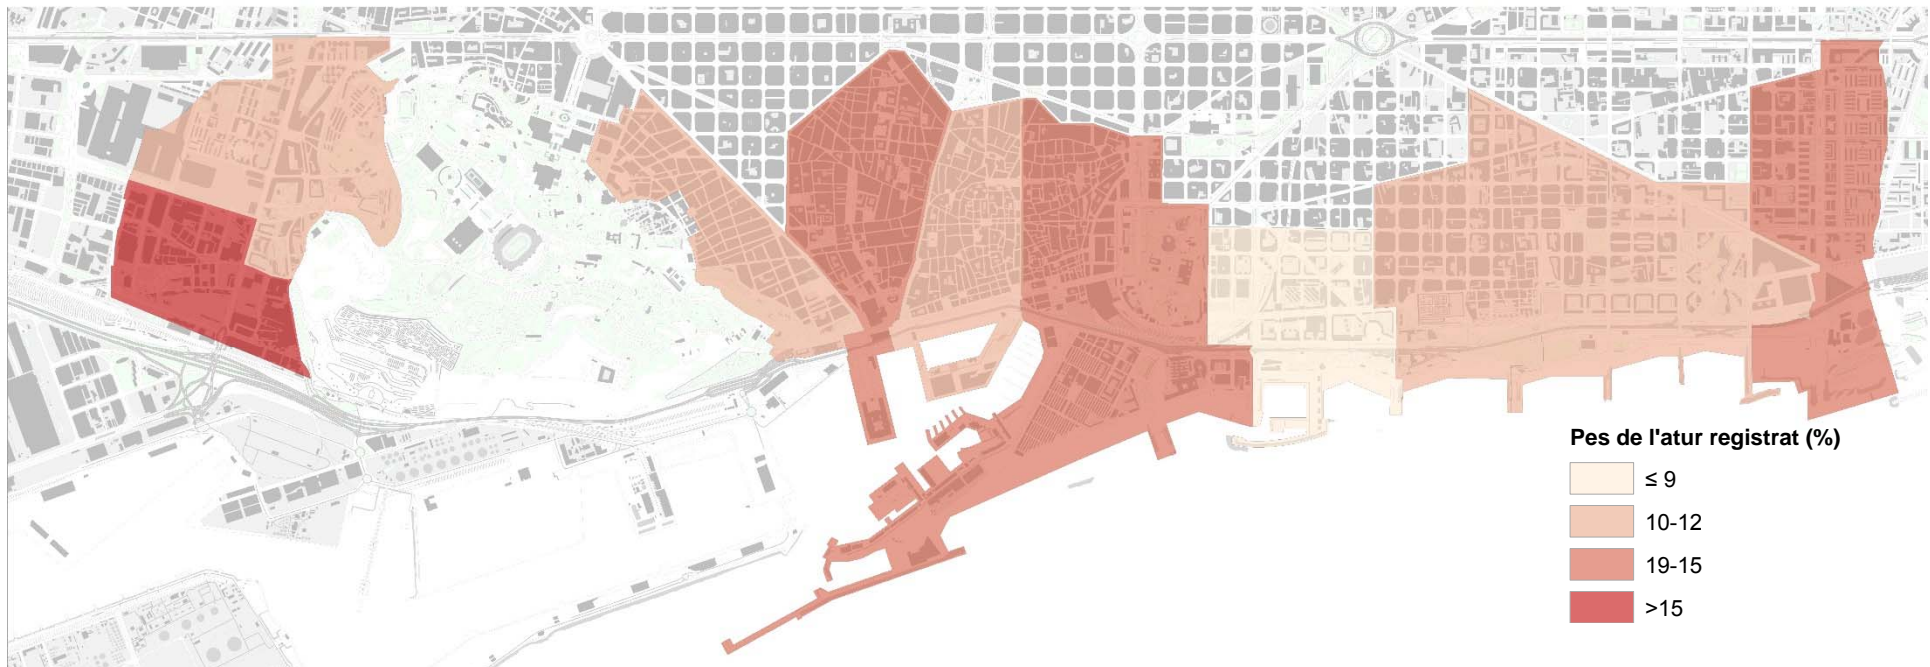 Pes de l'atur registrat (%)
≤ 9
10-12
19-15
>15